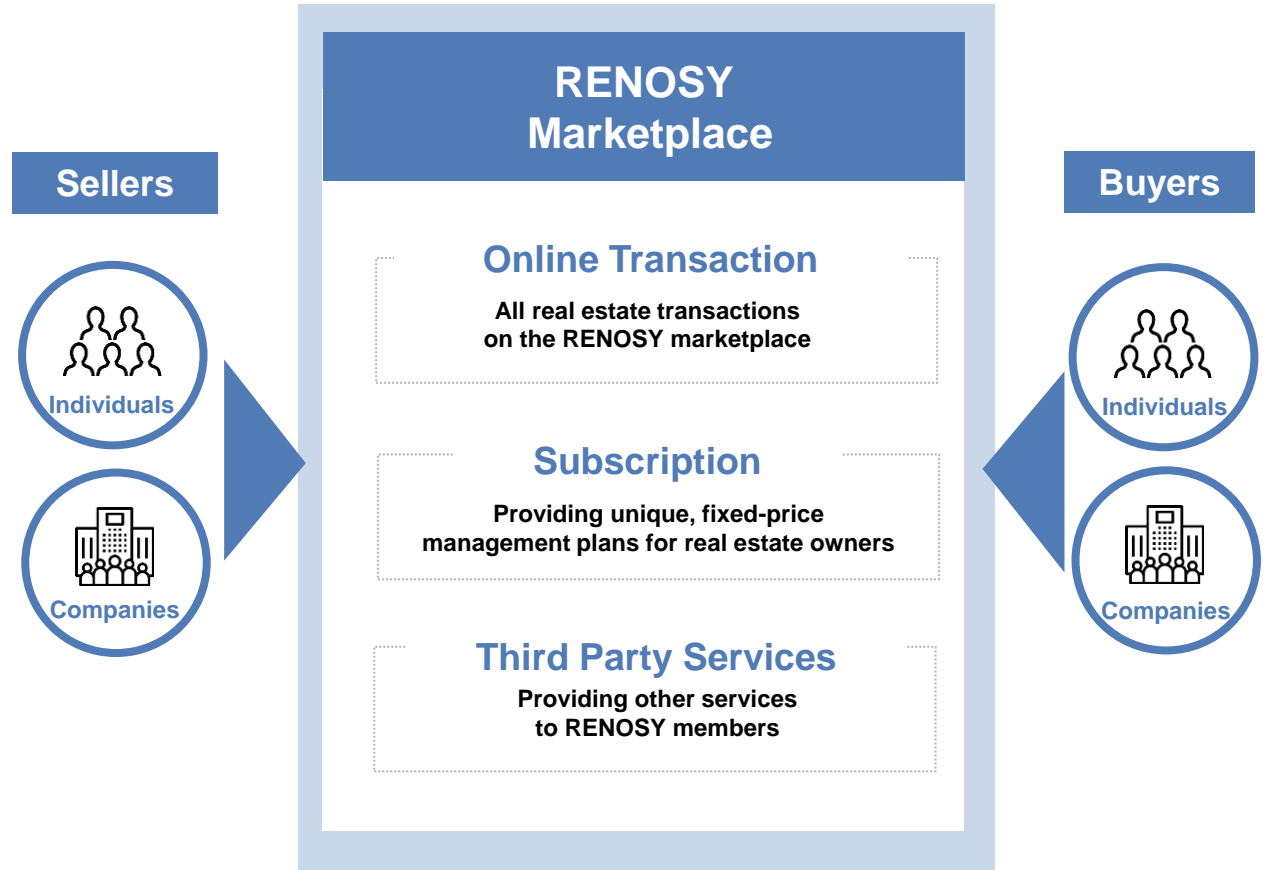 RENOSY
Marketplace
Sellers
Individuals
Companies
Online Transaction
All real estate transactions
on the RENOSY marketplace
Subscription
Providing unique, fixed-price
management plans for real estate owners
Third Party Services
Providing other services
to RENOSY members
Buyers
Individuals
Companies